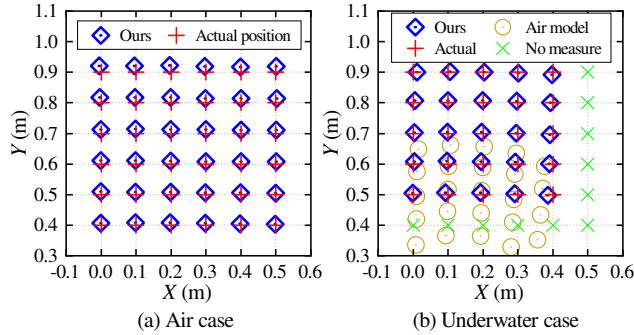 Ours Actual position
1.1
1.0
0.9
0.8
0.7
0.6
0.5
0.4
0.3
Y (m)
-0.1 0.0 0.1 0.2 0.3 0.4 0.5 0.6
X (m)
(a) Air case
Ours Air model
Actual No measure
1.1
1.0
0.9
0.8
0.7
0.6
0.5
0.4
0.3
Y (m)
-0.1 0.0 0.1 0.2 0.3 0.4 0.5 0.6
X (m)
(b) Underwater case